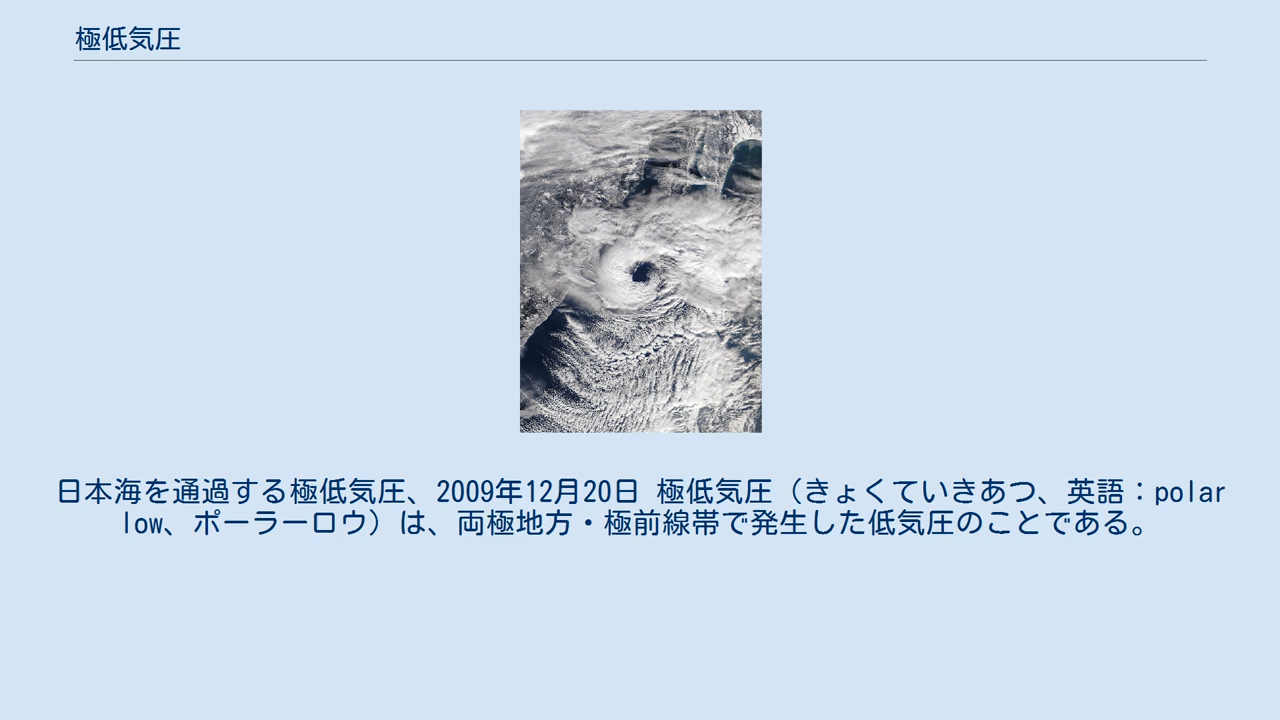 極低気圧
日本海を通過する極低気圧、2009年12月20日 極低気圧（きょくていきあつ、英語：polar
low、ポーラーロウ）は、両極地方・極前線帯で発生した低気圧のことである。